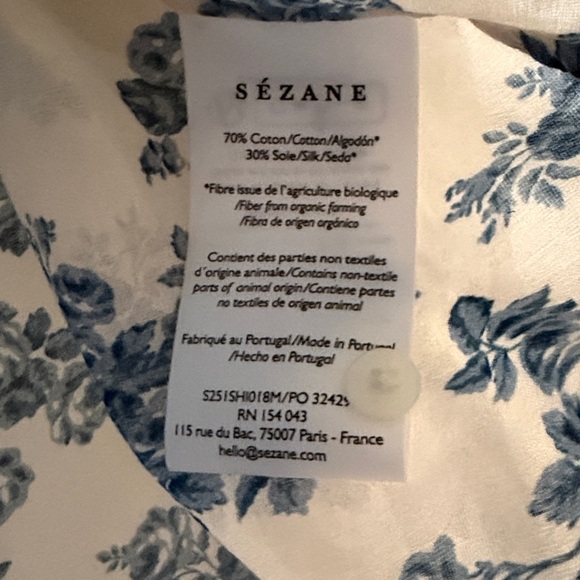 SÉZANE
70% Coton/Cotton/Algodón*
30% Soie/Silk/Seda*
*Fibre issue de l'agriculture biologique
/Fiber from organic farming
/Fibra de origen orgánico
Contient des parties non textiles
d'origine animale/Contains non-textile
parts of animal origin/Contiene partes
no textiles de origen animal
Fabriqué au Portugal/Made in
/Hecho en Portugal
S251SHI018M/PO
RN 154 043
115 rue du Bac, 75007 Paris - France
hello@sezane.com